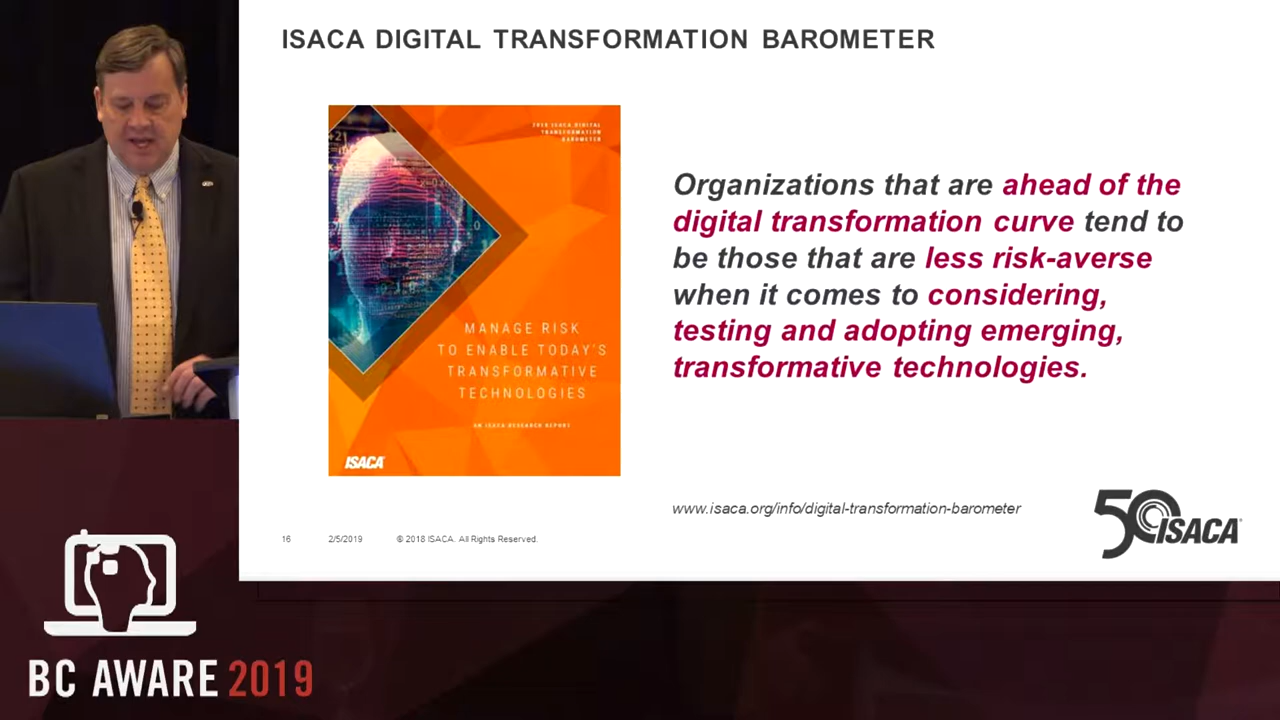 ISACA DIGITAL TRANSFORMATION BAROMETER
2018 ISACA DIGITAL
TRANSFORMATION
BAROMETER
MANAGE RISK
TO ENABLE TODAY'S
TRANSFORMATIVE
TECHNOLOGIES
AN ISACA RESEARCH REPORT
ISACA
Organizations that are ahead of the
digital transformation curve tend to
be those that are less risk-averse
when it comes to considering,
testing and adopting emerging,
transformative technologies.
www.isaca.org/info/digital-transformation-barometer
16 2/5/2019 © 2018 ISACA. All Rights Reserved.
50 ISACA®
BC AWARE 2019